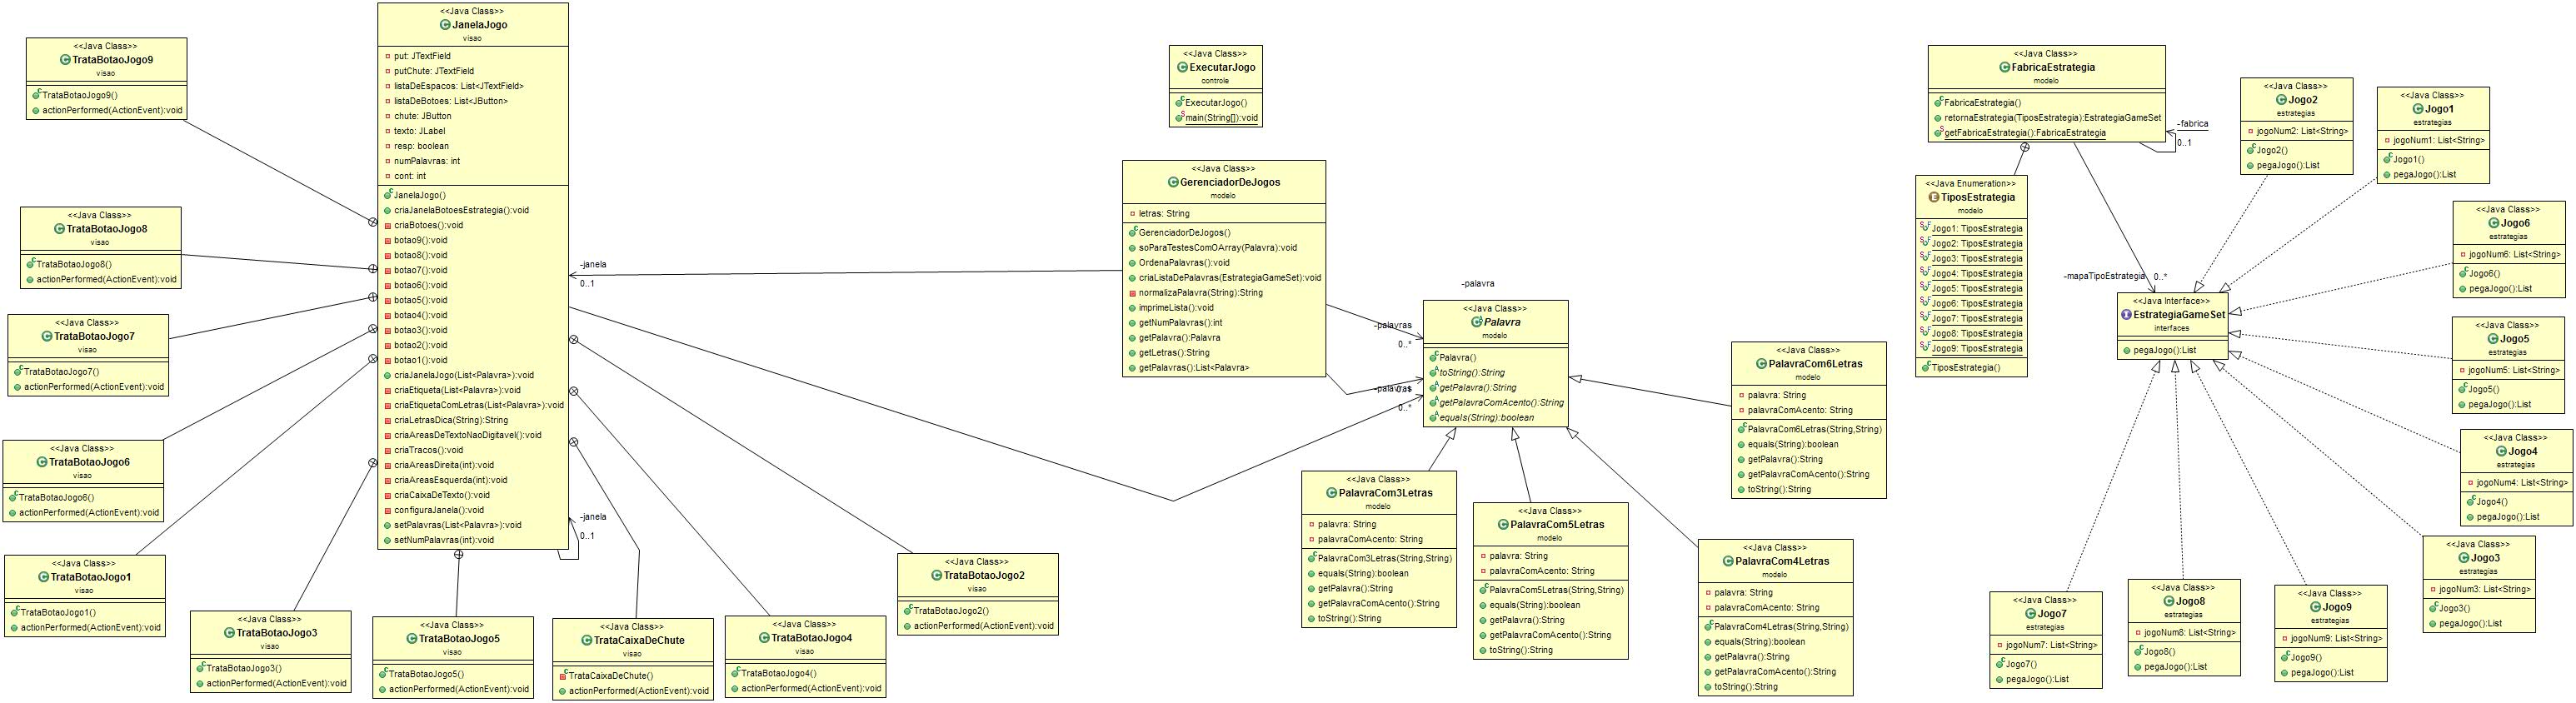 <<Java Class>>
TrataBotaoJogo9
visao
TrataBotaoJogo9()
actionPerformed(ActionEvent):void
<<Java Class>>
TrataBotaoJogo8
visao
TrataBotaoJogo8()
actionPerformed(ActionEvent):void
<<Java Class>>
TrataBotaoJogo7
visao
TrataBotaoJogo7()
actionPerformed(ActionEvent):void
<<Java Class>>
TrataBotaoJogo6
visao
TrataBotaoJogo6()
actionPerformed(ActionEvent):void
<<Java Class>>
TrataBotaoJogo1
visao
TrataBotaoJogo1()
actionPerformed(ActionEvent):void
<<Java Class>>
TrataBotaoJogo3
visao
TrataBotaoJogo3()
actionPerformed(ActionEvent):void
<<Java Class>>
JanelaJogo
visao
put: JTextField
putChute: JTextField
listaDeEspacos: List<JTextField>
listaDeBotoes: List<JButton>
chute: JButton
texto: JLabel
resp: boolean
numPalavras: int
cont: int
JanelaJogo()
criaJanelaBotoesEstrategia():void
criaBotoes():void
botao9():void
botao8():void
botao7():void
botao6():void
botao5():void
botao4():void
botao3():void
botao2():void
botao1():void
criaJanelaJogo(List<Palavra>):void
criaEtiqueta(List<Palavra>):void
criaEtiquetaComLetras(List<Palavra>):void
criaLetrasDica(String):String
criaAreasDeTextoNaoDigitavel():void
criaTracos():void
criaAreasDireita(int):void
criaAreasEsquerda(int):void
criaCaixaDeTexto():void
configuraJanela():void
setPalavras(List<Palavra>):void
setNumPalavras(int):void
-janela
0..1
-janela
0..1
<<Java Class>>
TrataBotaoJogo5
visao
TrataBotaoJogo5()
actionPerformed(ActionEvent):void
<<Java Class>>
TrataCaixaDeChute
visao
TrataCaixaDeChute()
actionPerformed(ActionEvent):void
<<Java Class>>
TrataBotaoJogo4
visao
TrataBotaoJogo4()
actionPerformed(ActionEvent):void
<<Java Class>>
TrataBotaoJogo2
visao
TrataBotaoJogo2()
actionPerformed(ActionEvent):void
<<Java Class>>
ExecutarJogo
controle
ExecutarJogo()
main(String[]):void
<<Java Class>>
GerenciadorDeJogos
modelo
letras: String
GerenciadorDeJogos()
soParaTestesComOArray(Palavra):void
OrdenaPalavras():void
criaListaDePalavras(EstrategiaGameSet):void
normalizaPalavra(String):String
imprimeLista():void
getNumPalavras():int
getPalavra():Palavra
getLetras():String
getPalavras():List<Palavra>
-palavra
-palavras
0..*
-palavras
0..*
<<Java Class>>
Palavra
modelo
Palavra()
toString():String
getPalavra():String
getPalavraComAcento():String
equals(String):boolean
<<Java Class>>
PalavraCom3Letras
modelo
palavra: String
palavraComAcento: String
PalavraCom3Letras(String,String)
equals(String):boolean
getPalavra():String
getPalavraComAcento():String
toString():String
<<Java Class>>
PalavraCom5Letras
modelo
palavra: String
palavraComAcento: String
PalavraCom5Letras(String,String)
equals(String):boolean
getPalavra():String
getPalavraComAcento():String
toString():String
<<Java Class>>
PalavraCom4Letras
modelo
palavra: String
palavraComAcento: String
PalavraCom4Letras(String,String)
equals(String):boolean
getPalavra():String
getPalavraComAcento():String
toString():String
<<Java Class>>
PalavraCom6Letras
modelo
palavra: String
palavraComAcento: String
PalavraCom6Letras(String,String)
equals(String):boolean
getPalavra():String
getPalavraComAcento():String
toString():String
<<Java Class>>
FabricaEstrategia
modelo
FabricaEstrategia()
retornaEstrategia(TiposEstrategia):EstrategiaGameSet
getFabricaEstrategia():FabricaEstrategia
-fabrica
0..1
<<Java Enumeration>>
TiposEstrategia
modelo
Jogo1: TiposEstrategia
Jogo2: TiposEstrategia
Jogo3: TiposEstrategia
Jogo4: TiposEstrategia
Jogo5: TiposEstrategia
Jogo6: TiposEstrategia
Jogo7: TiposEstrategia
Jogo8: TiposEstrategia
Jogo9: TiposEstrategia
TiposEstrategia()
-mapaTipoEstrategia 0..*
<<Java Interface>>
EstrategiaGameSet
interfaces
pegaJogo():List
<<Java Class>>
Jogo2
estrategias
jogoNum2: List<String>
Jogo2()
pegaJogo():List
<<Java Class>>
Jogo1
estrategias
jogoNum1: List<String>
Jogo1()
pegaJogo():List
<<Java Class>>
Jogo6
estrategias
jogoNum6: List<String>
Jogo6()
pegaJogo():List
<<Java Class>>
Jogo5
estrategias
jogoNum5: List<String>
Jogo5()
pegaJogo():List
<<Java Class>>
Jogo4
estrategias
jogoNum4: List<String>
Jogo4()
pegaJogo():List
<<Java Class>>
Jogo3
estrategias
jogoNum3: List<String>
Jogo3()
pegaJogo():List
<<Java Class>>
Jogo7
estrategias
jogoNum7: List<String>
Jogo7()
pegaJogo():List
<<Java Class>>
Jogo8
estrategias
jogoNum8: List<String>
Jogo8()
pegaJogo():List
<<Java Class>>
Jogo9
estrategias
jogoNum9: List<String>
Jogo9()
pegaJogo():List